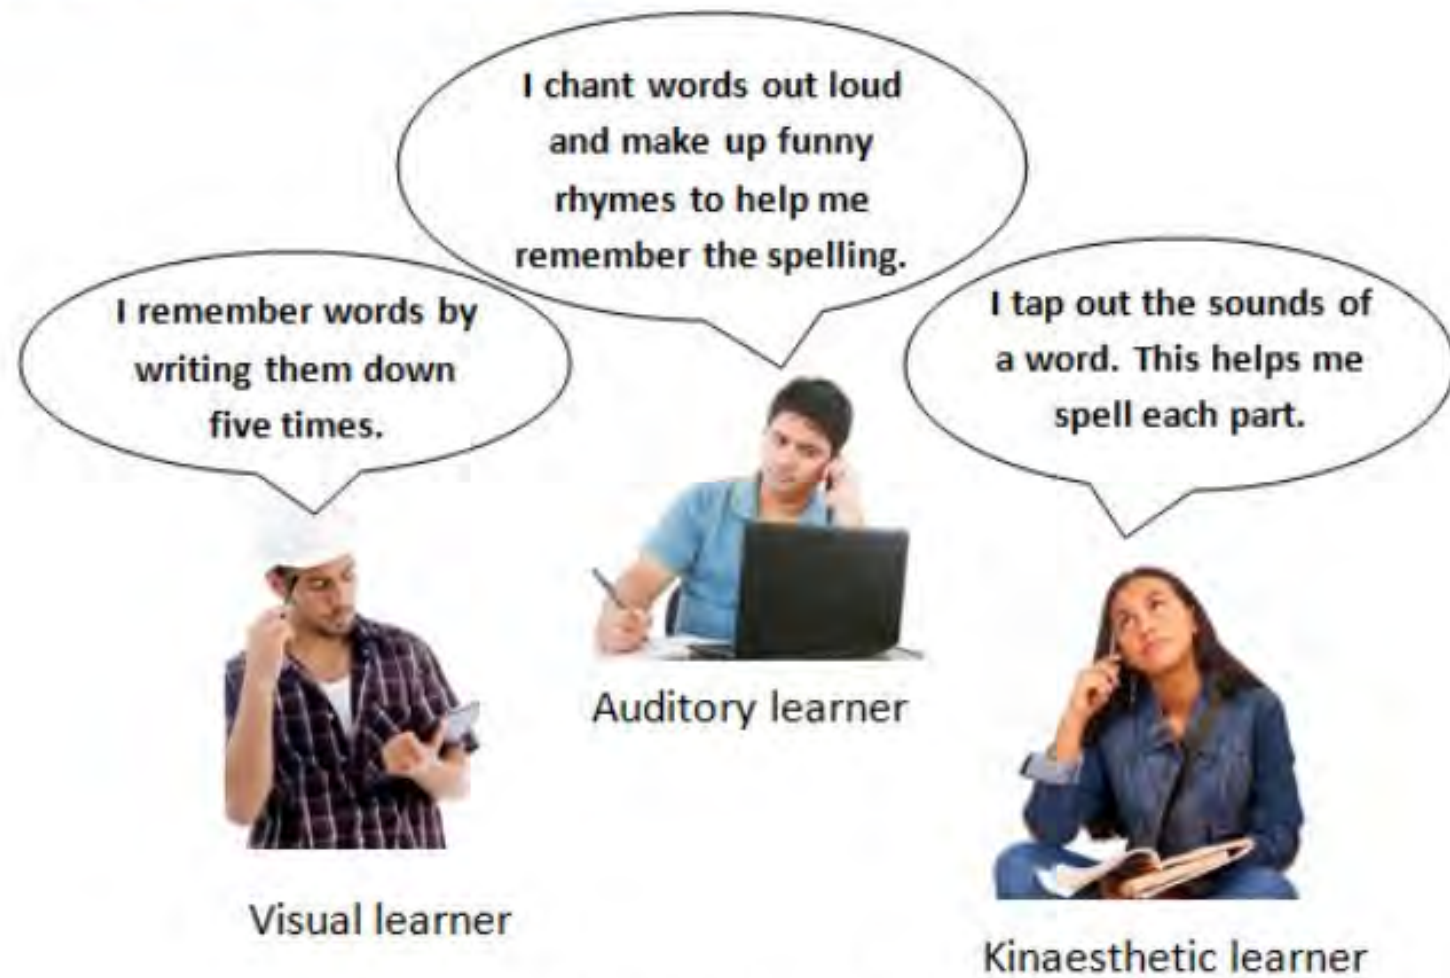 I chant words out loud
and make up funny
rhymes to help me
remember the spelling.
I remember words by
writing them down
five times.
I tap out the sounds of
a word. This helps me
spell each part.
Auditory learner
Visual learner
Kinaesthetic learner